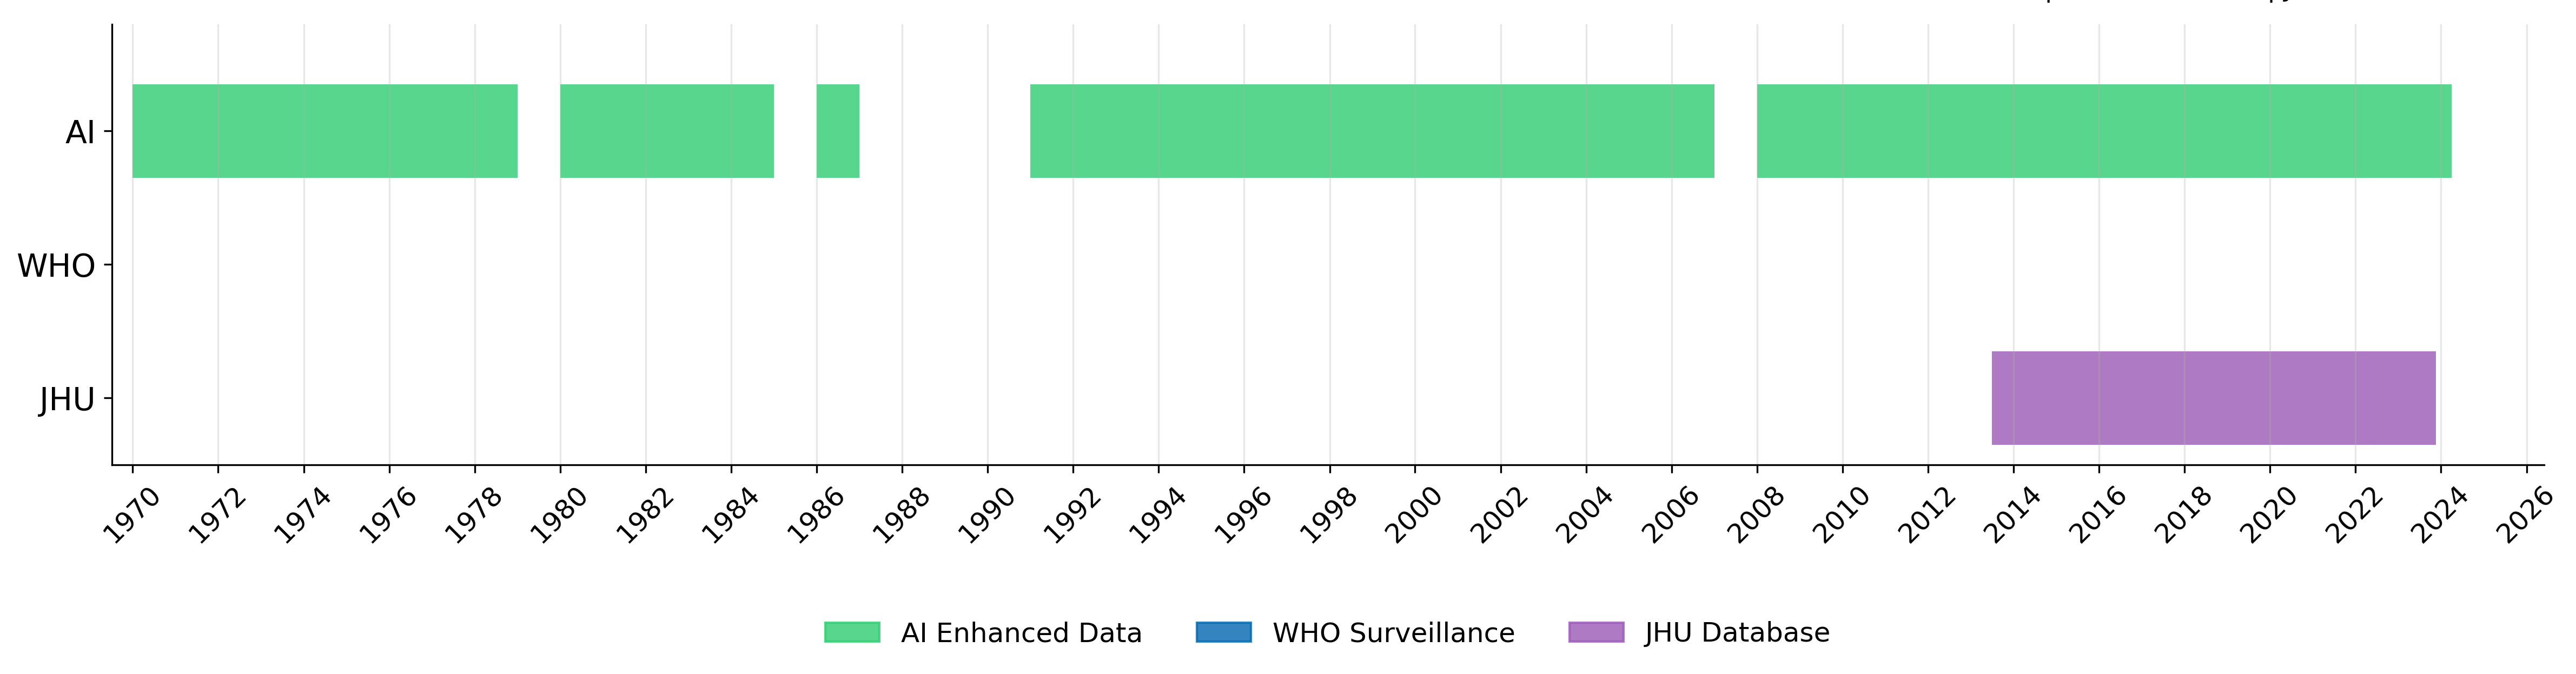 AI
WHO
JHU
1970 1972 1974 1976 1978 1980 1982 1984 1986 1988 1990 1992 1994 1996 1998 2000 2002 2004 2006 2008 2010 2012 2014 2016 2018 2020 2022 2024 2026
AI Enhanced Data WHO Surveillance JHU Database